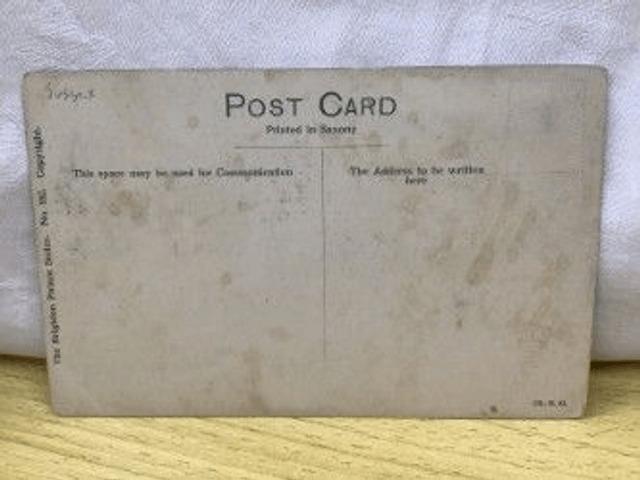 Sussex
POST CARD
Printed in Saxony
This space may be used for Communication
The Address to be written
here
The Brighton Palace Series. No. Copyright.